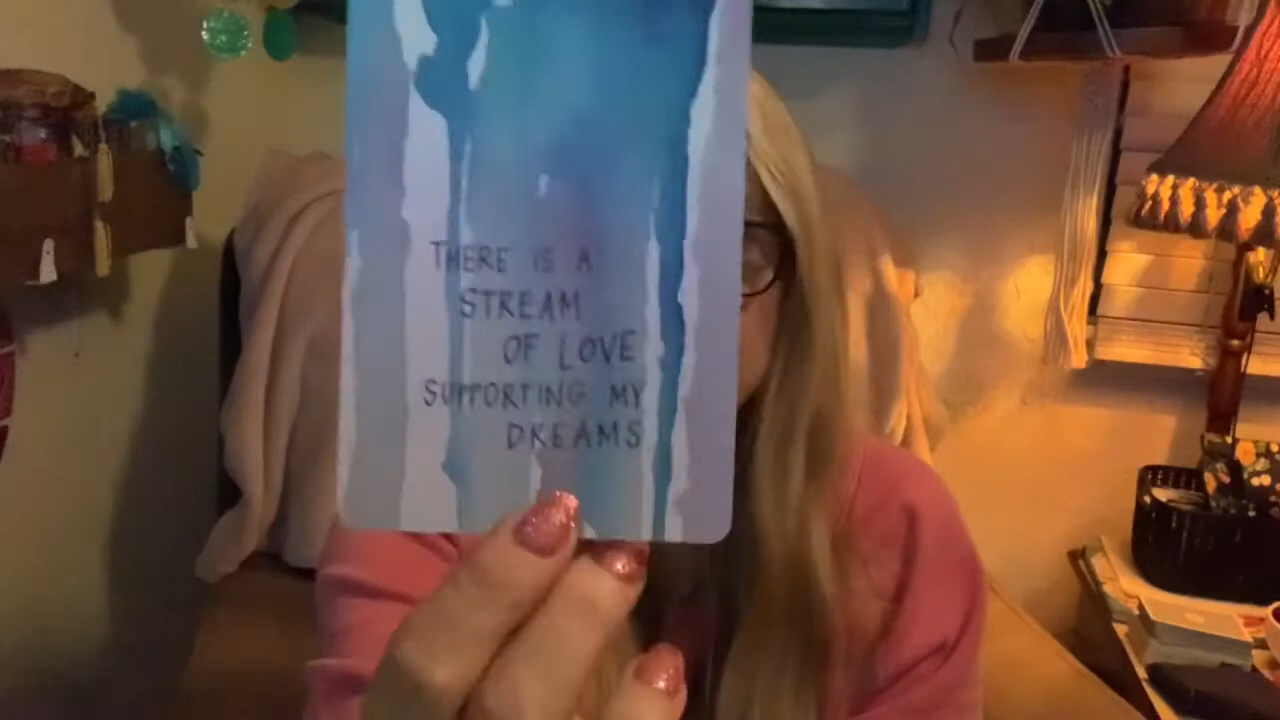 THERE IS A
STREAM
OF LOVE
SUPPORTING MY
DREAMS